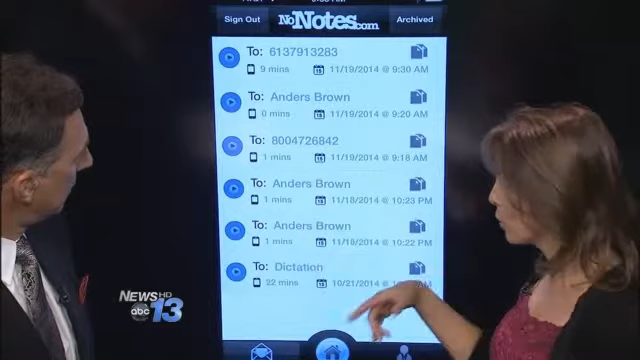 Sign Out
NoNotes.com
Archived
To: 6137913283
9 mins 11/19/2014 @ 9:30 AM
To: Anders Brown
0 mins 11/19/2014 @ 9:20 AM
To: 8004726842
1 mins 11/19/2014 @ 9:18 AM
To: Anders Brown
1 mins 11/18/2014 @ 10:23 PM
To: Anders Brown
1 mins 11/18/2014 @ 10:22 PM
To: Dictation
22 mins 10/21/2014 @
NEWS HD
abc 13